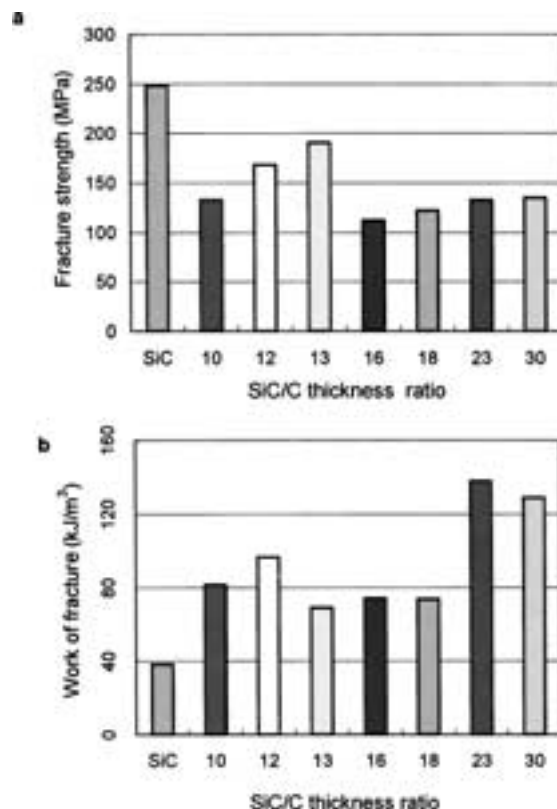 a
300
250
200
150
100
50
0
Fracture strength (MPa)
SiC 10 12 13 16 18 23 30
SiC/C thickness ratio
b
160
120
80
40
0
Work of fracture (kJ/m³)
SiC 10 12 13 16 18 23 30
SiC/C thickness ratio